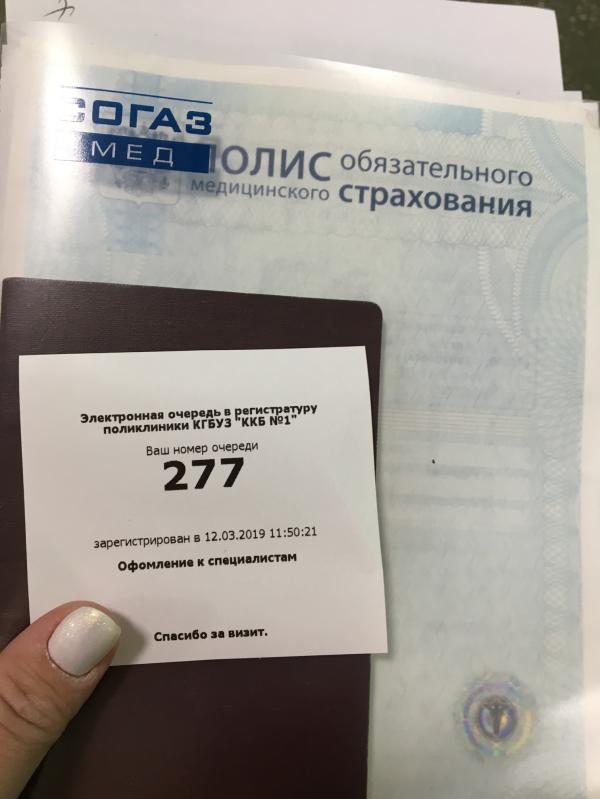 СОГАЗ
МЕД
ПОЛИС обязательного
медицинского страхования
Электронная очередь в регистратуру
поликлиники КГБУЗ "ККБ №1"
Ваш номер очереди
277
зарегистрирован в 12.03.2019 11:50:21
Офомление к специалистам
Спасибо за визит.